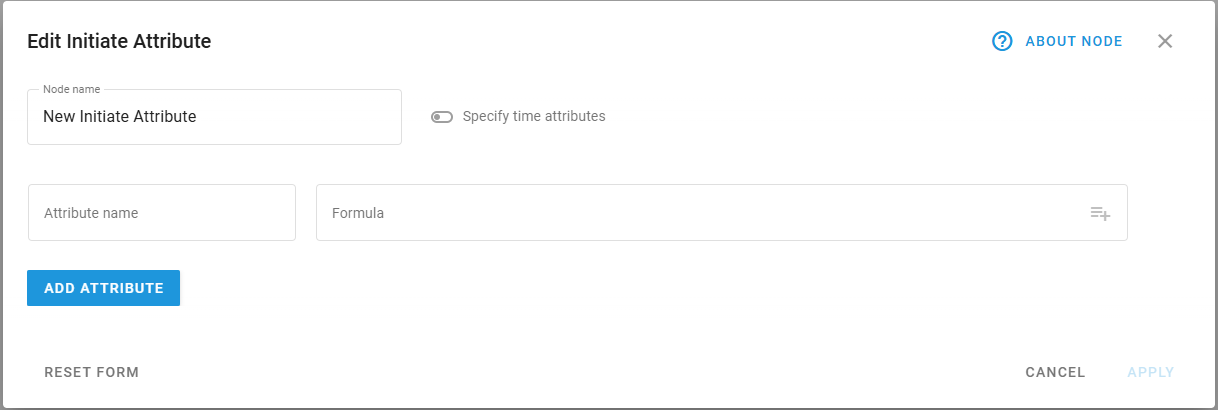 Edit Initiate Attribute
ABOUT NODE
Node name
New Initiate Attribute
Specify time attributes
Attribute name
Formula
ADD ATTRIBUTE
RESET FORM
CANCEL
APPLY